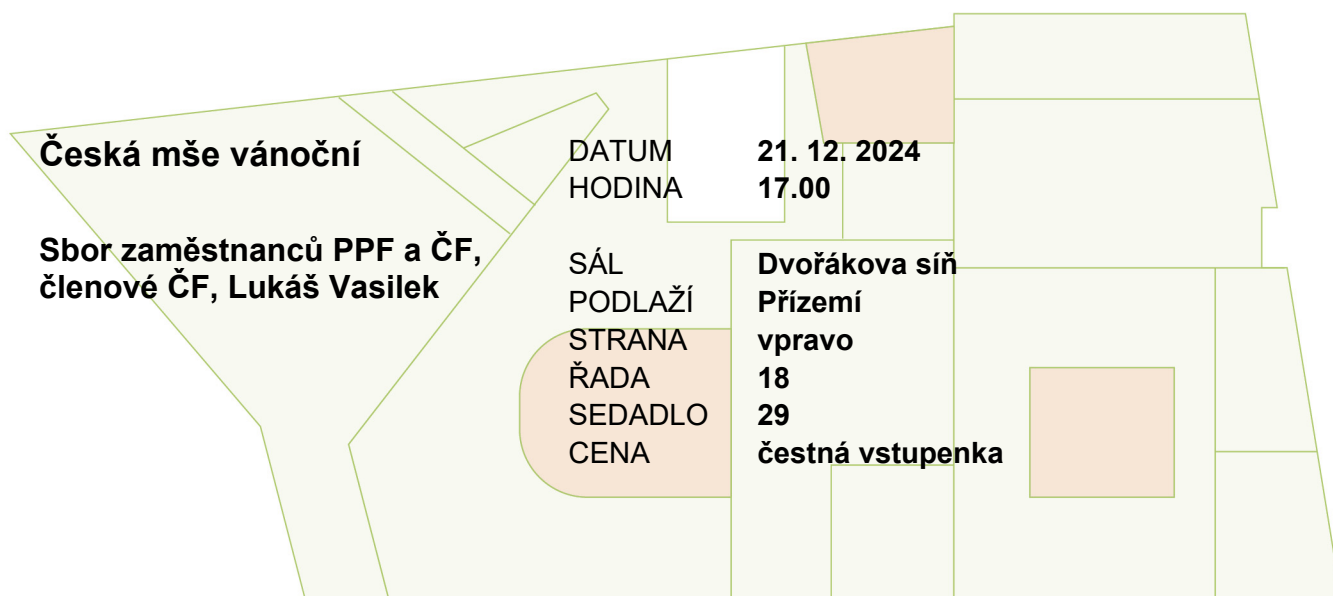 Česká mše vánoční
Sbor zaměstnanců PPF a ČF,
členové ČF, Lukáš Vasilek
DATUM 21. 12. 2024
HODINA 17.00
SÁL Dvořákova síň
PODLAŽÍ Přízemí
STRANA vpravo
ŘADA 18
SEDADLO 29
CENA čestná vstupenka